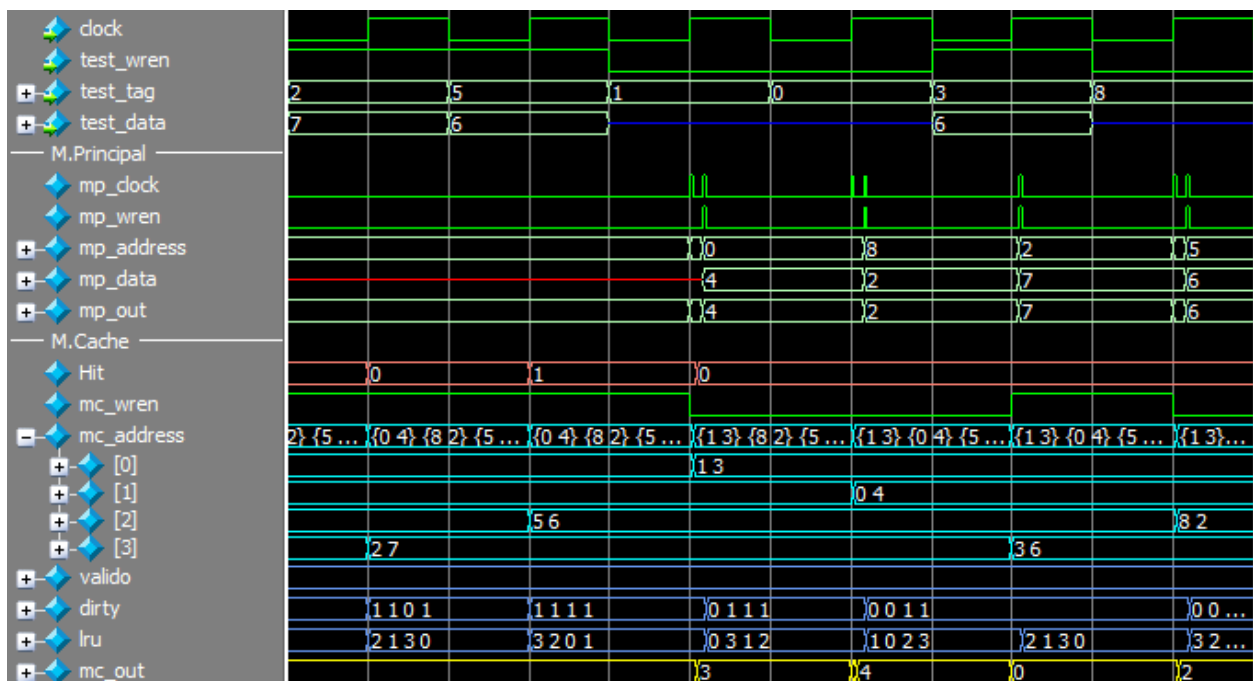 clock
test_wren
test_tag 2 5 1 0 3 8
test_data 7 6 6
M.Principal
mp_clock
mp_wren
mp_address 0 8 2 5
mp_data 4 2 7 6
mp_out 4 2 7 6
M.Cache
Hit 0 1 0
mc_wren
mc_address 2} {5 ... {0 4} {8 2} {5 ... {0 4} {8 2} {5 ... {1 3} {8 2} {5 ... {1 3} {0 4} {5 ... {1 3} {0 4} {5 ... {1 3}...
[0] 1 3
[1] 0 4
[2] 5 6 8 2
[3] 2 7 3 6
valido
dirty 1 1 0 1 1 1 1 1 0 1 1 1 0 0 1 1 0 0 ...
lru 2 1 3 0 3 2 0 1 0 3 1 2 1 0 2 3 2 1 3 0 3 2...
mc_out 3 4 0 2